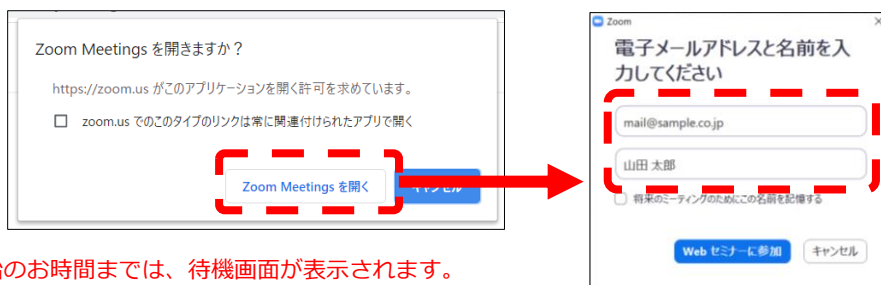 Zoom Meetings を開きますか？
https://zoom.us がこのアプリケーションを開く許可を求めています。
zoom.us でのこのタイプのリンクは常に関連付けられたアプリで開く
Zoom Meetings を開く
キャンセル
Zoom
電子メールアドレスと名前を入
力してください
mail@sample.co.jp
山田 太郎
将来のミーティングのためにこの名前を記憶する
Web セミナーに参加
キャンセル
始のお時間までは、待機画面が表示されます。